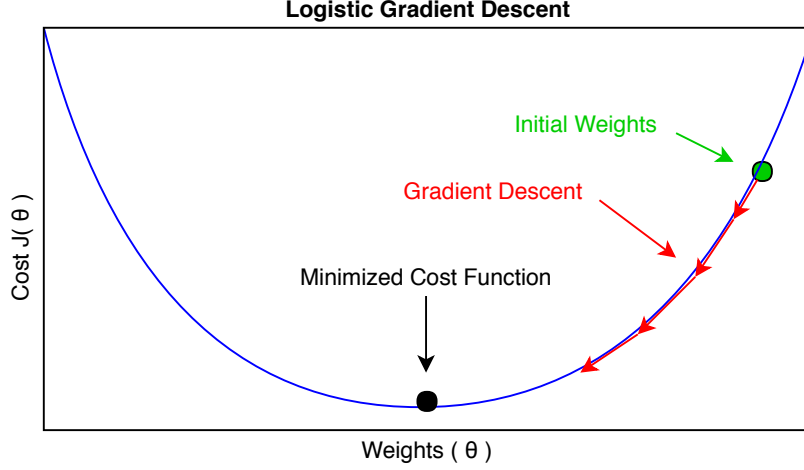 Logistic Gradient Descent
Initial Weights
Gradient Descent
Minimized Cost Function
Cost J( θ )
Weights ( θ )